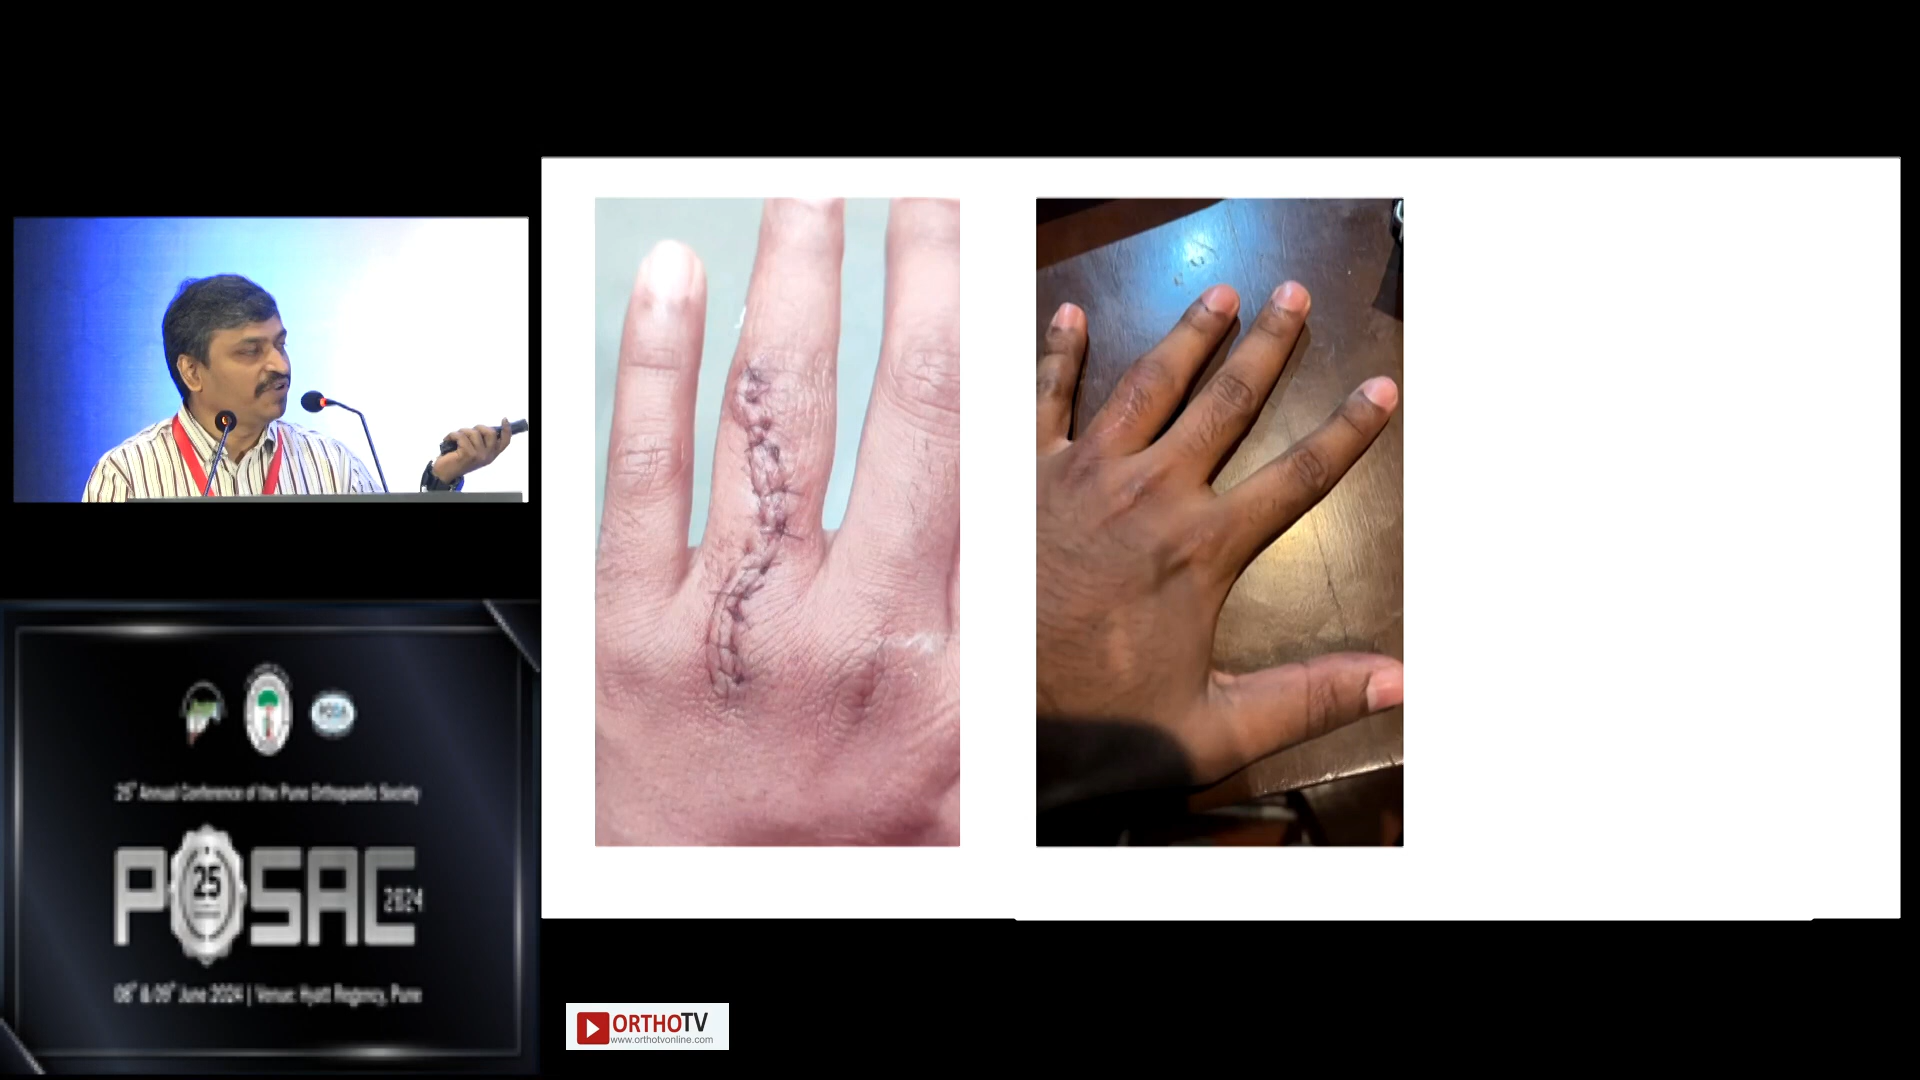 25th Annual Conference of the Pune Orthopaedic Society
POSAC
25
2024
08th & 09th June 2024 | Venue: Hyatt Regency, Pune
ORTHOTV
www.orthotvonline.com